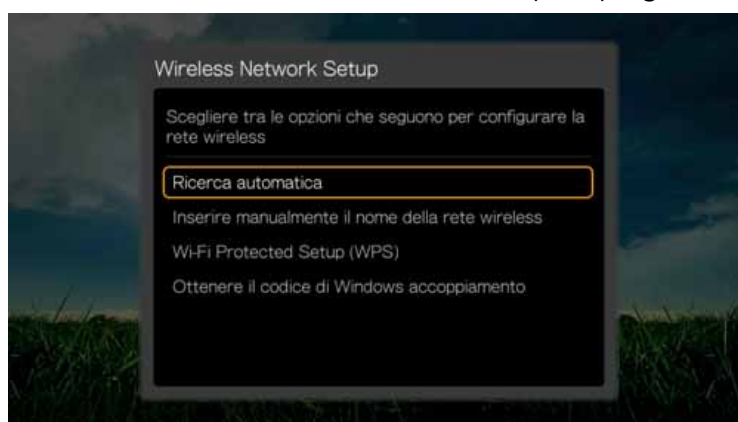 Wireless Network Setup
Scegliere tra le opzioni che seguono per configurare la
rete wireless
Ricerca automatica
Inserire manualmente il nome della rete wireless
Wi-Fi Protected Setup (WPS)
Ottenere il codice di Windows accoppiamento